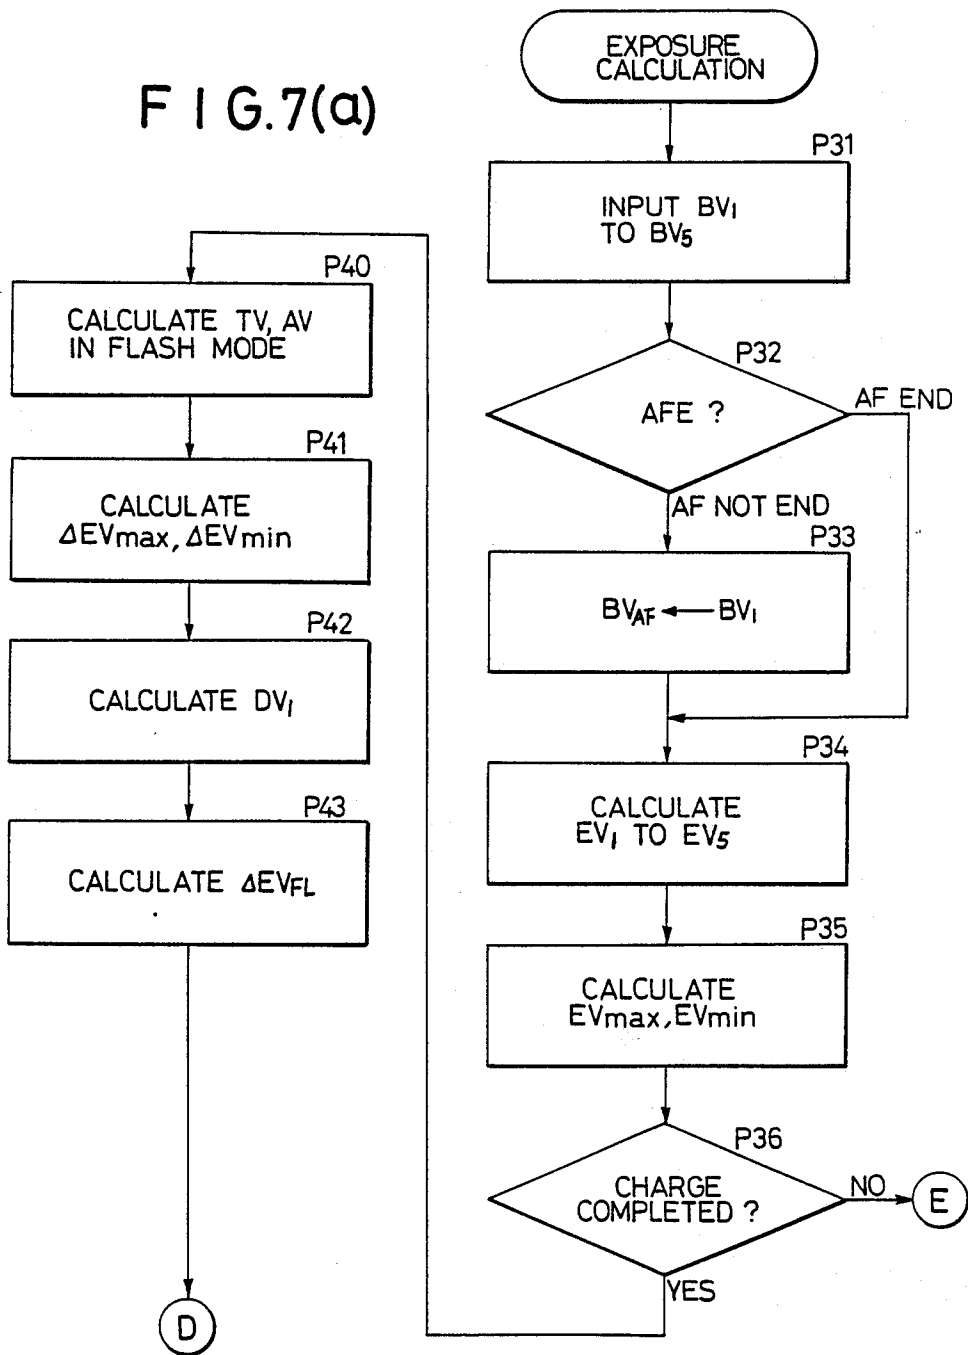 FIG.7(a)
EXPOSURE
CALCULATION
P31
INPUT BV1
TO BV5
P32
AFE ?
AF END
AF NOT END
P33
BVAF ← BV1
P34
CALCULATE
EV1 TO EV5
P35
CALCULATE
EVmax, EVmin
P36
CHARGE
COMPLETED ?
NO
E
YES
P40
CALCULATE TV, AV
IN FLASH MODE
P41
CALCULATE
ΔEVmax, ΔEVmin
P42
CALCULATE DV1
P43
CALCULATE ΔEVFL
D